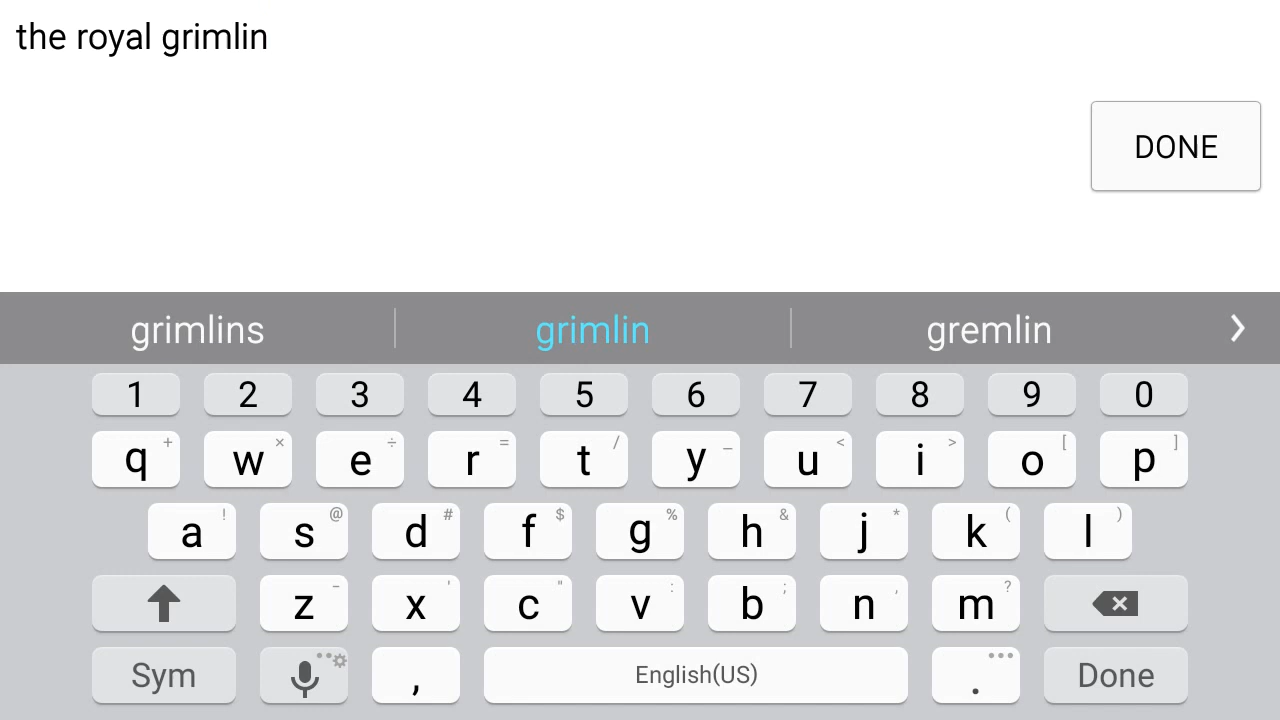 the royal grimlin
DONE
grimlins grimlin gremlin
1 2 3 4 5 6 7 8 9 0
q + w × e ÷ r = t / y _ u < i > o [ p ]
a ! s @ d # f $ g % h & j * k ( l )
z - x ' c " v : b ; n , m ?
Sym , English(US) . Done